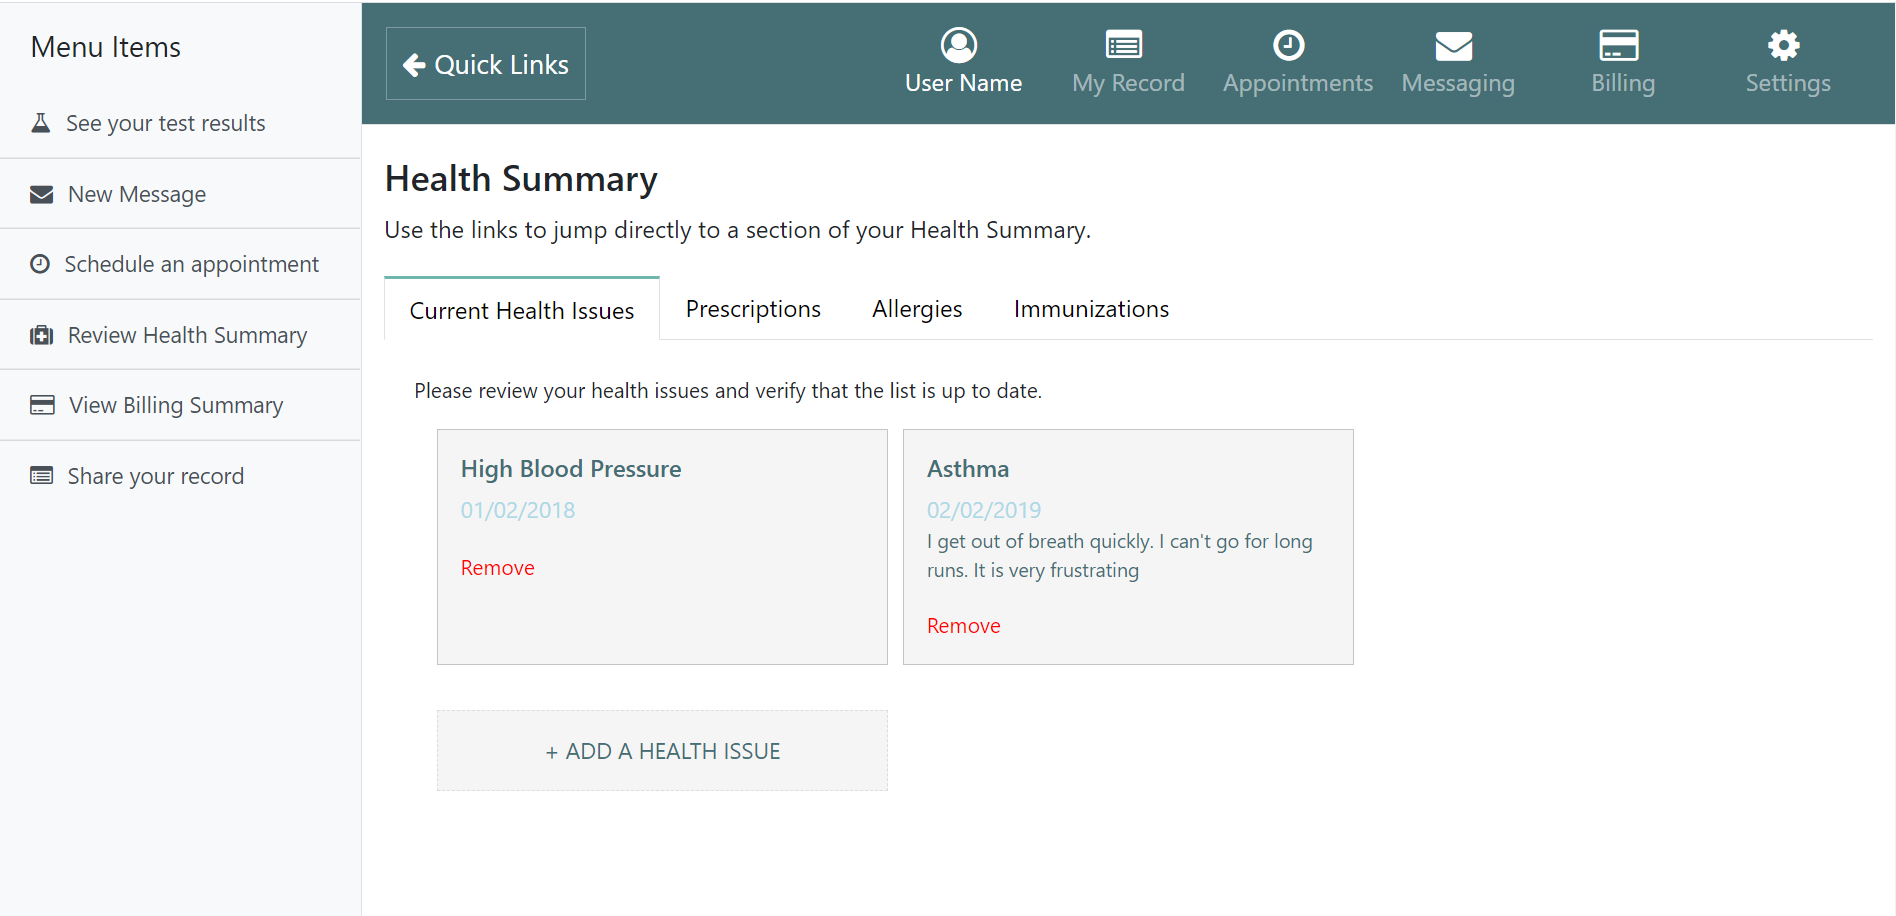 Menu Items
See your test results
New Message
Schedule an appointment
Review Health Summary
View Billing Summary
Share your record
Quick Links
User Name
My Record
Appointments
Messaging
Billing
Settings
Health Summary
Use the links to jump directly to a section of your Health Summary.
Current Health Issues
Prescriptions
Allergies
Immunizations
Please review your health issues and verify that the list is up to date.
High Blood Pressure
01/02/2018
Remove
Asthma
02/02/2019
I get out of breath quickly. I can't go for long
runs. It is very frustrating
Remove
+ ADD A HEALTH ISSUE